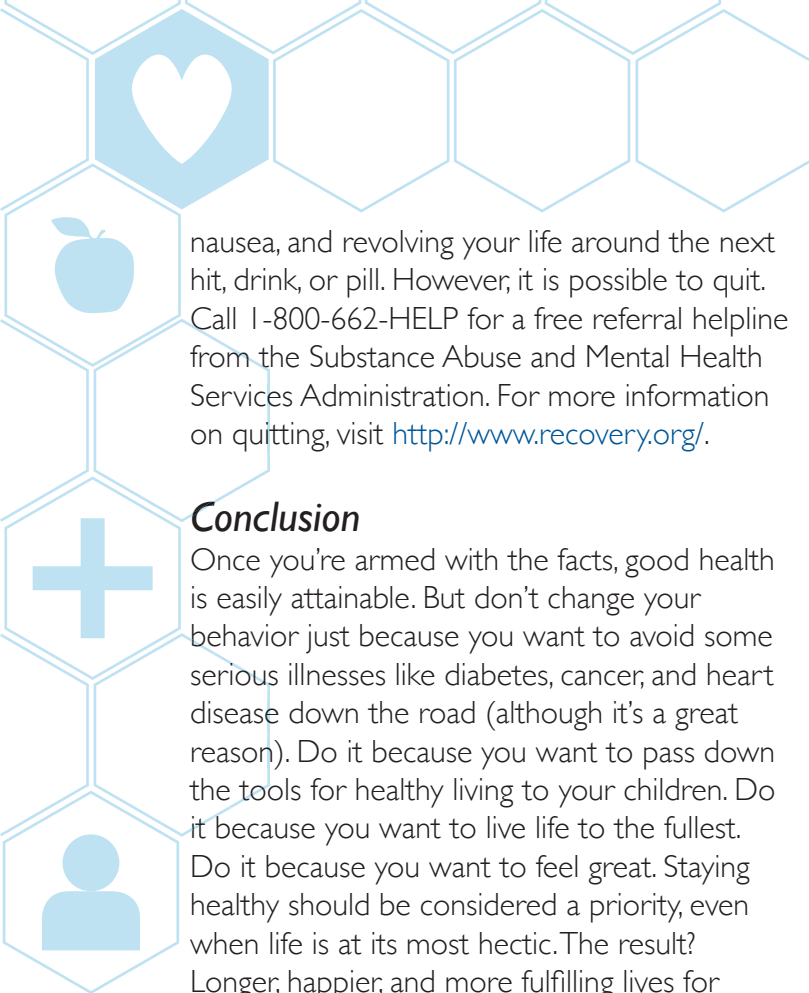 nausea, and revolving your life around the next
hit, drink, or pill. However, it is possible to quit.
Call 1-800-662-HELP for a free referral helpline
from the Substance Abuse and Mental Health
Services Administration. For more information
on quitting, visit http://www.recovery.org/.
Conclusion
Once you’re armed with the facts, good health
is easily attainable. But don’t change your
behavior just because you want to avoid some
serious illnesses like diabetes, cancer, and heart
disease down the road (although it’s a great
reason). Do it because you want to pass down
the tools for healthy living to your children. Do
it because you want to live life to the fullest.
Do it because you want to feel great. Staying
healthy should be considered a priority, even
when life is at its most hectic. The result?
Longer, happier, and more fulfilling lives for